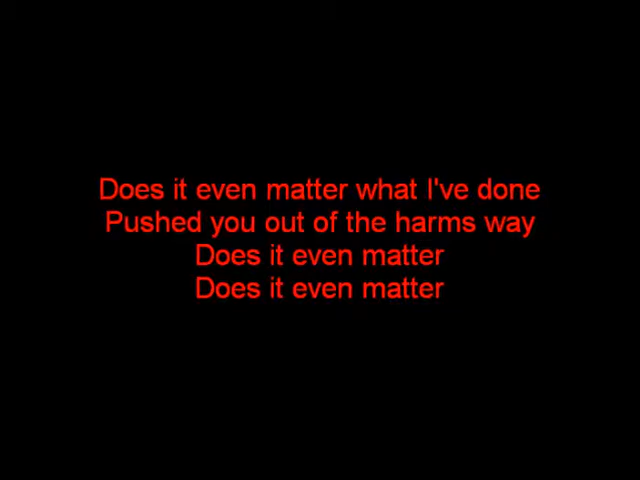 Does it even matter what I've done
Pushed you out of the harms way
Does it even matter
Does it even matter